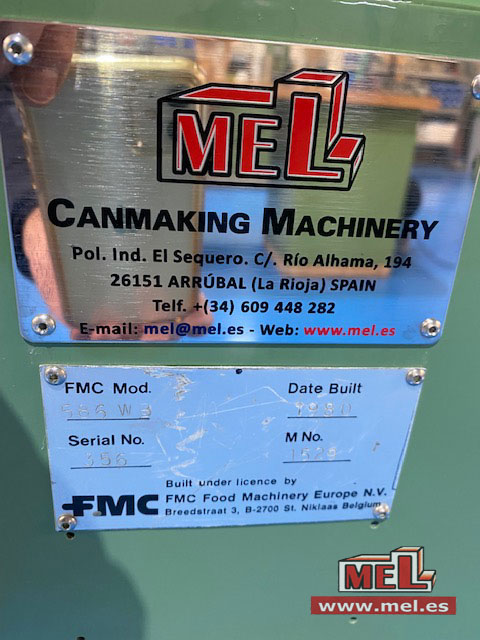 MEL
CANMAKING MACHINERY
Pol. Ind. El Sequero. C/. Río Alhama, 194
26151 ARRÚBAL (La Rioja) SPAIN
Telf. +(34) 609 448 282
E-mail: mel@mel.es - Web: www.mel.es
FMC Mod. Date Built
Serial No. M No.
356
Built under licence by
FMC FMC Food Machinery Europe N.V.
Breedstraat 3, B-2700 St. Niklaas Belgium
MEL
www.mel.es